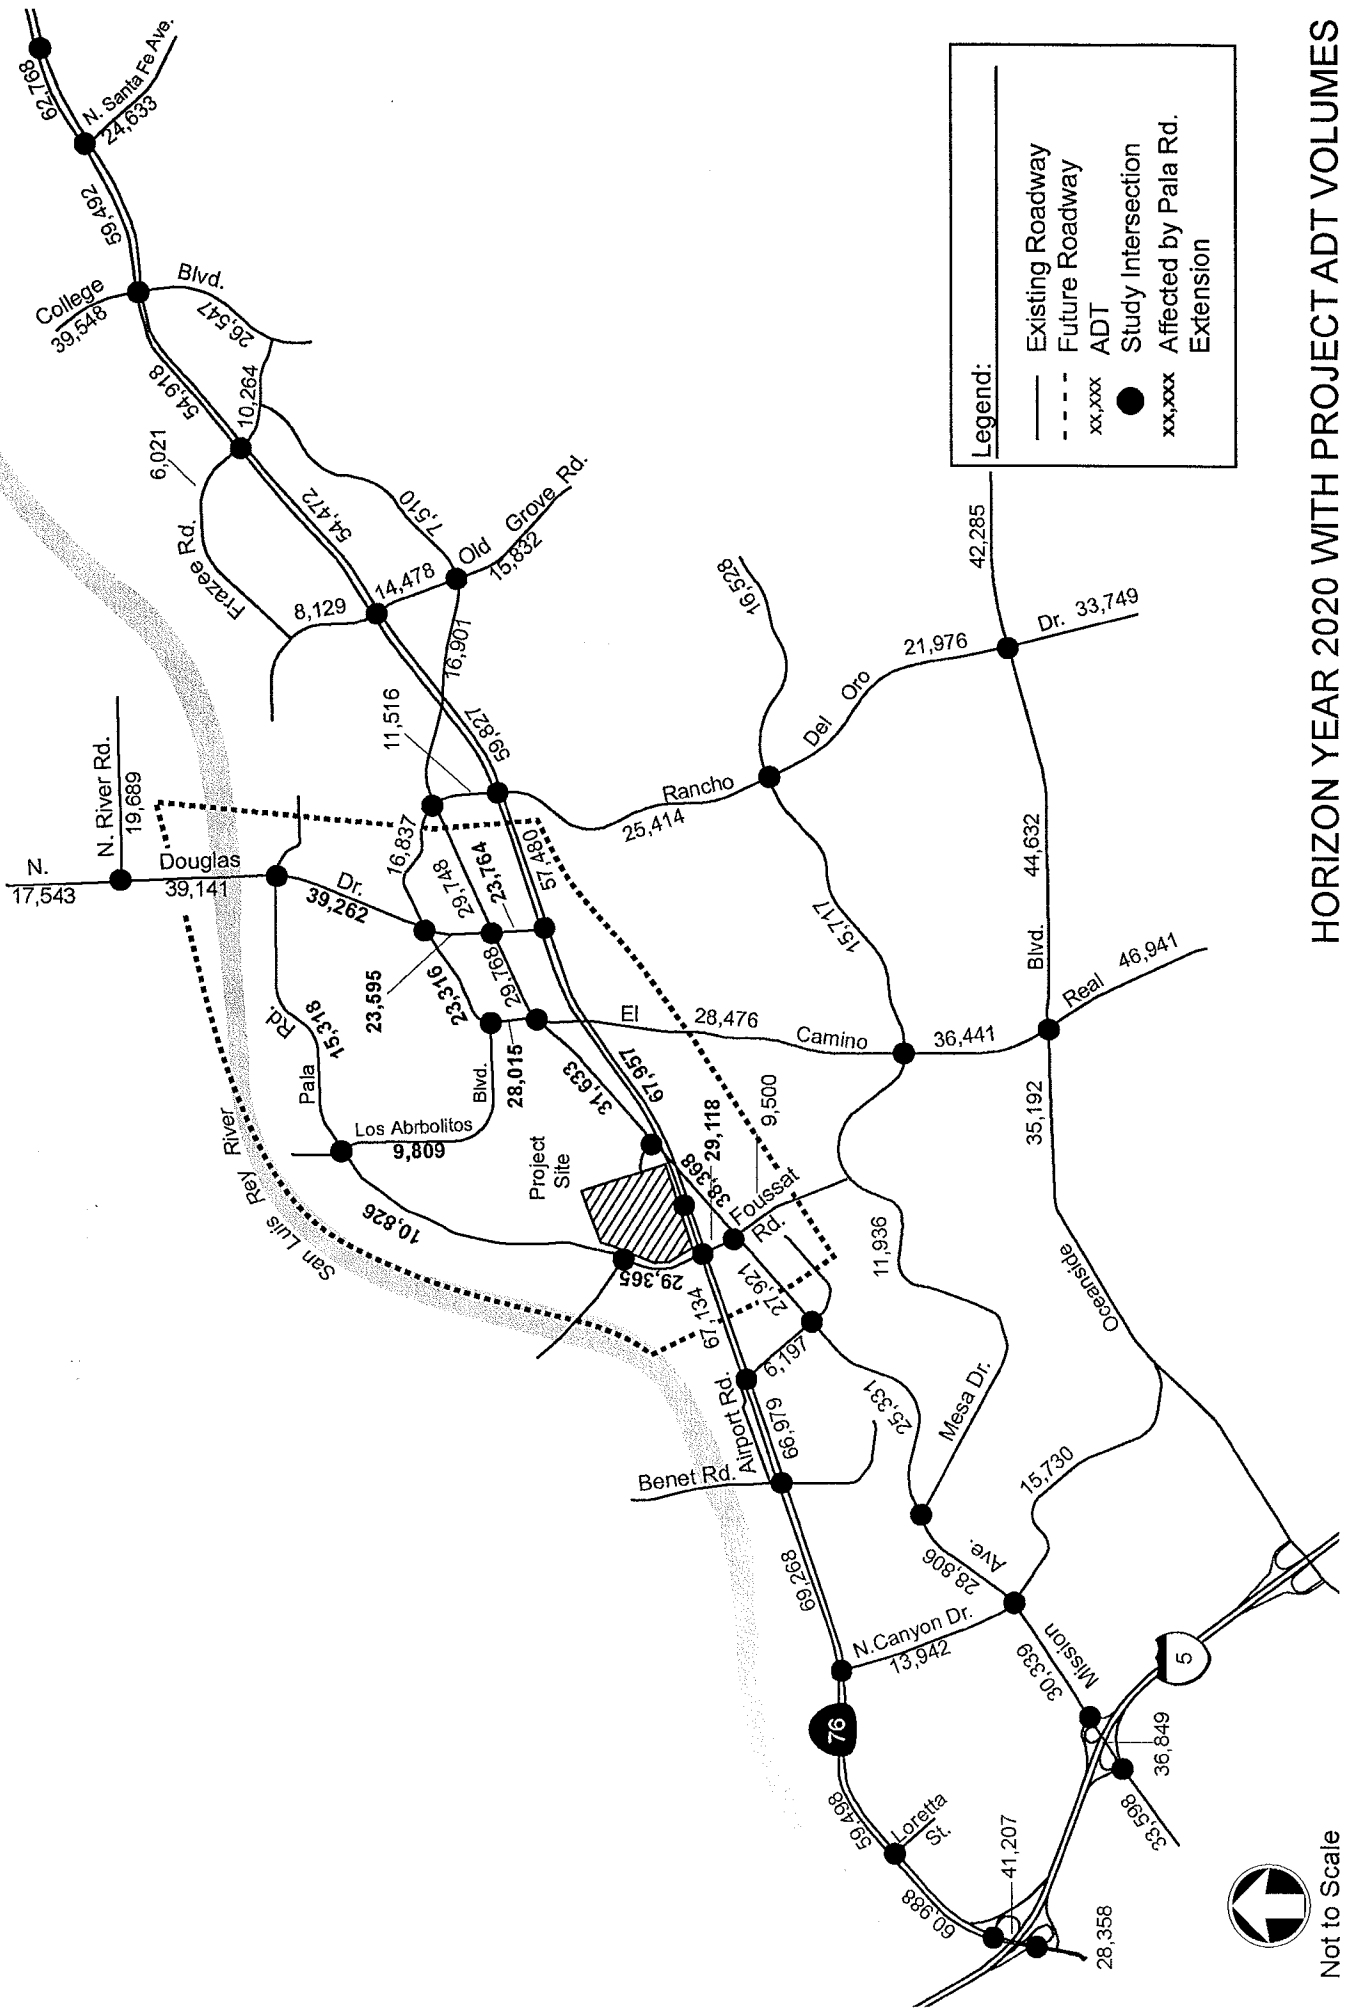 62,768
N. Santa Fe Ave.
24,633
59,492
College
39,548
Blvd.
26,547
54,918
10,264
6,021
Frazee Rd.
54,472
7,510
Old
Grove Rd.
15,832
14,478
8,129
16,901
11,516
59,827
N. River Rd.
19,689
N.
17,543
Douglas
39,141
Dr.
39,262
16,837
29,748
23,764
57,480
23,595
23,316
29,768
28,015
Blvd.
Rd.
Pala
15,318
Los Abrbolitos
9,809
10,826
San Luis Rey River
Project
Site
31,633
67,957
29,118
38,368
9,500
Foussat
Rd.
29,365
67,134
27,921
6,197
Airport Rd.
66,979
Benet Rd.
25,331
69,268
N.Canyon Dr.
13,942
76
59,498
Loretta
St.
60,988
41,207
28,358
El
28,476
Camino
36,441
Real
46,941
Rancho
25,414
Del
Oro
16,528
21,976
Dr. 33,749
42,285
44,632
Blvd.
15,717
35,192
11,936
Mesa Dr.
Oceanside
15,730
28,806
Ave.
30,339
Mission
5
36,849
33,598
Legend:
Existing Roadway
Future Roadway
xx,xxx ADT
Study Intersection
xx,xxx Affected by Pala Rd.
Extension
Not to Scale
HORIZON YEAR 2020 WITH PROJECT ADT VOLUMES